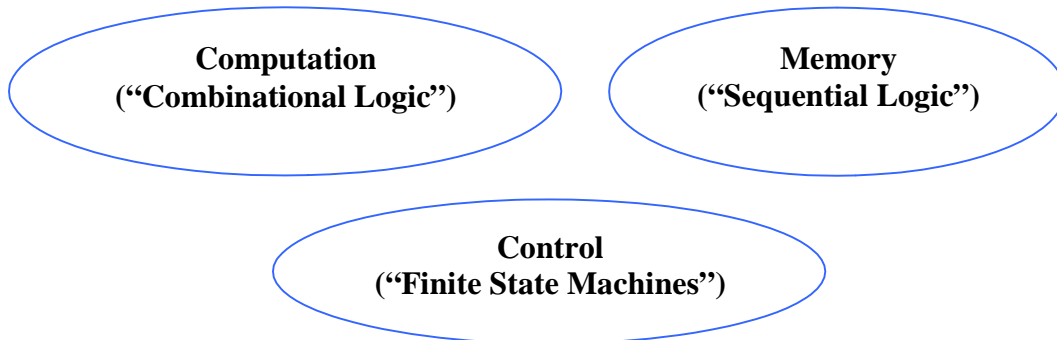 Computation
(“Combinational Logic”)
Memory
(“Sequential Logic”)
Control
(“Finite State Machines”)